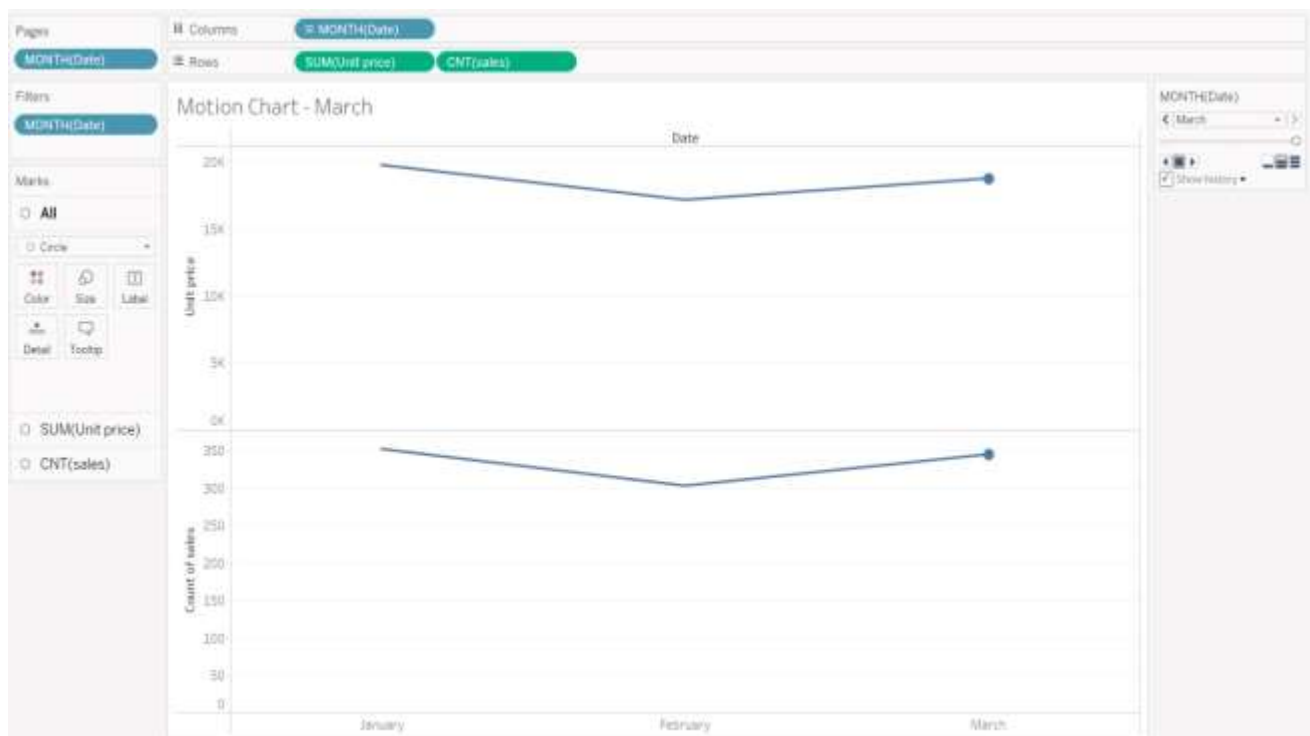 Pages
MONTH(Date)
Columns
MONTH(Date)
Rows
SUM(Unit price)
CNT(sales)
Filters
MONTH(Date)
Marks
All
Circle
Color
Size
Label
Detail
Tooltip
SUM(Unit price)
CNT(sales)
Motion Chart - March
Date
20K
15K
10K
5K
0K
Unit price
350
300
250
200
150
100
50
0
Count of sales
January
February
March
MONTH(Date)
March
Show history